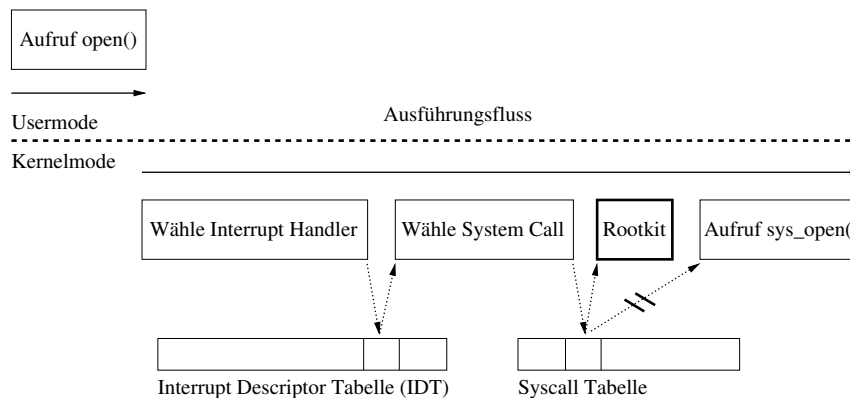 Aufruf open()
Ausführungsfluss
Usermode
Kernelmode
Wähle Interrupt Handler
Wähle System Call
Rootkit
Aufruf sys_open(
Interrupt Descriptor Tabelle (IDT)
Syscall Tabelle